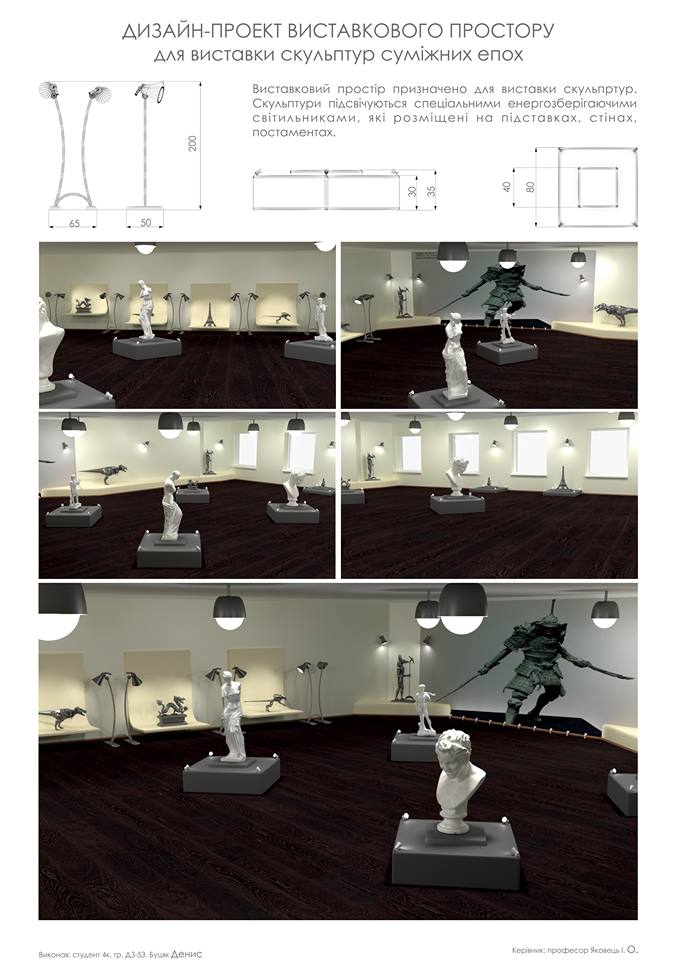 ДИЗАЙН-ПРОЕКТ ВИСТАВКОВОГО ПРОСТОРУ
для виставки скульптур суміжних епох
Виставковий простір призначено для виставки скульпртур.
Скульптури підсвічуються спеціальними енергозберігаючими
світильниками, які розміщені на підставках, стінах,
постаментах.
200
65
50
30
35
40
80
Виконав: студент 4к. гр. ДЗ-53. Буцяк Денис
Керівник: професор Яковець І. О.